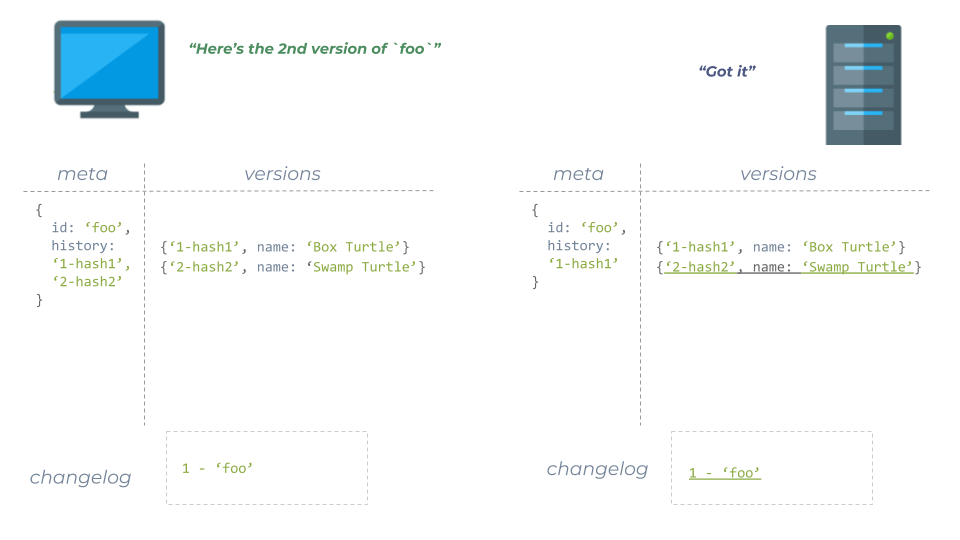 “Here’s the 2nd version of `foo`”
“Got it”
meta
versions
{
id: ‘foo’,
history:
‘1-hash1’,
‘2-hash2’
}
{‘1-hash1’, name: ‘Box Turtle’}
{‘2-hash2’, name: ‘Swamp Turtle’}
changelog
1 - ‘foo’
meta
versions
{
id: ‘foo’,
history:
‘1-hash1’
}
{‘1-hash1’, name: ‘Box Turtle’}
{‘2-hash2’, name: ‘Swamp Turtle’}
changelog
1 - ‘foo’